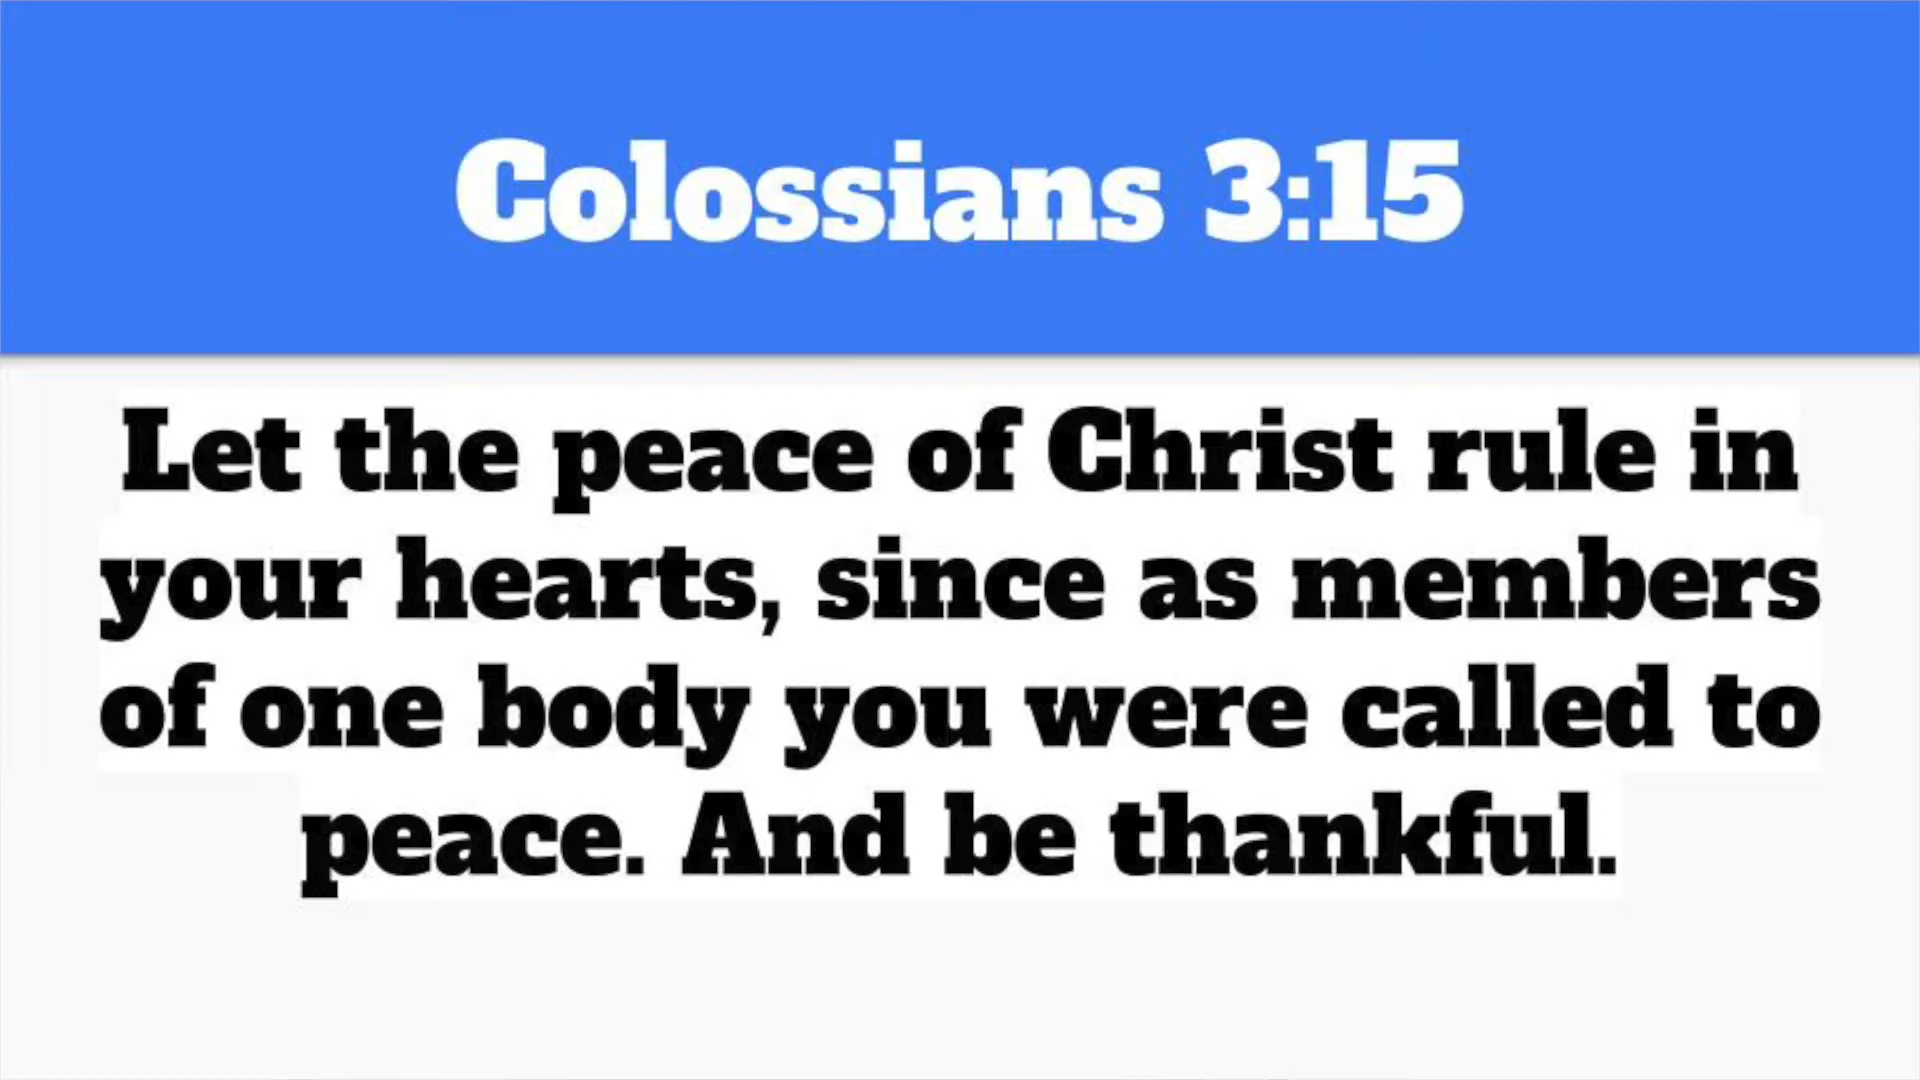 Colossians 3:15
Let the peace of Christ rule in
your hearts, since as members
of one body you were called to
peace. And be thankful.